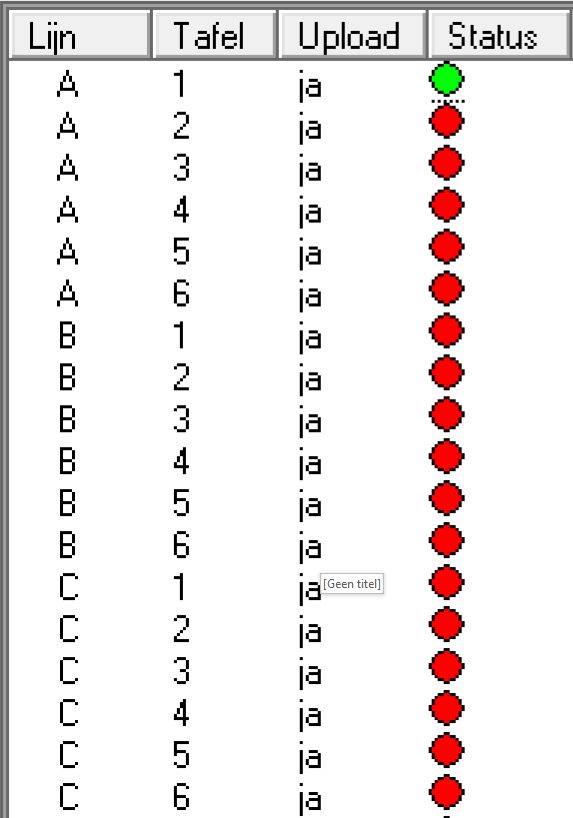 Lijn Tafel Upload Status
A 1 ja
A 2 ja
A 3 ja
A 4 ja
A 5 ja
A 6 ja
B 1 ja
B 2 ja
B 3 ja
B 4 ja
B 5 ja
B 6 ja
C 1 ja [Geen titel]
C 2 ja
C 3 ja
C 4 ja
C 5 ja
C 6 ja